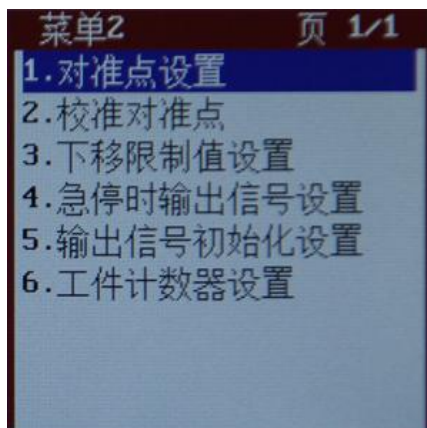 菜单2 页 1/1
1.对准点设置
2.校准对准点
3.下移限制值设置
4.急停时输出信号设置
5.输出信号初始化设置
6.工件计数器设置